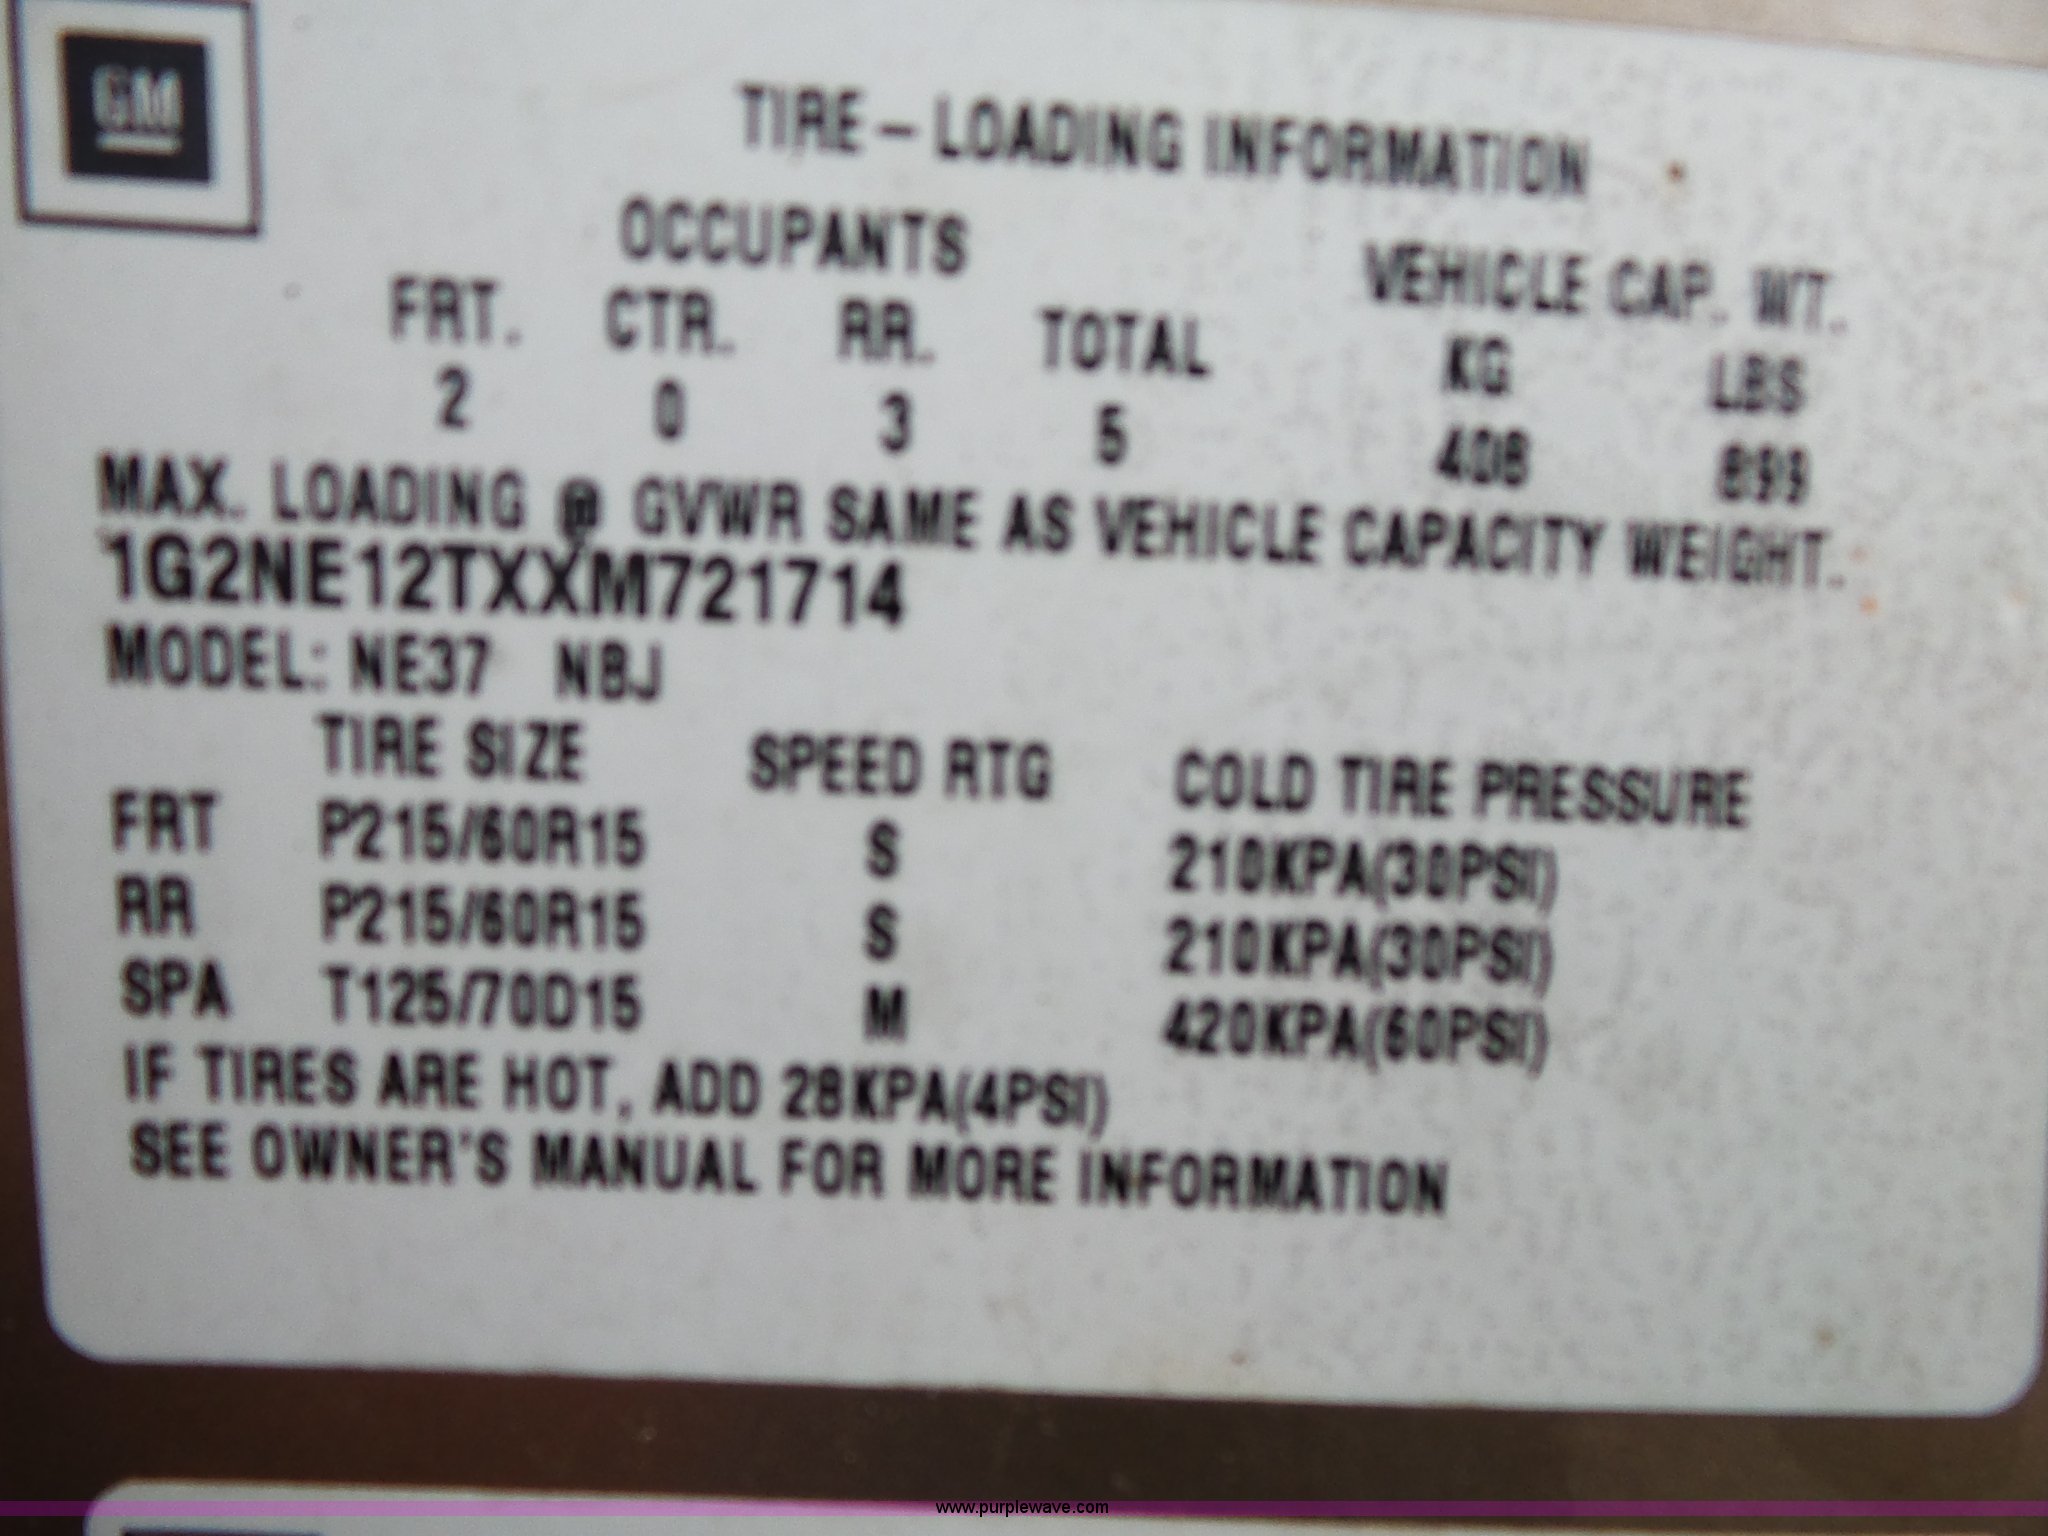 GM
TIRE – LOADING INFORMATION
OCCUPANTS VEHICLE CAP. WT.
FRT. CTR. RR. TOTAL KG LBS
2 0 3 5 408 899
MAX. LOADING @ GVWR SAME AS VEHICLE CAPACITY WEIGHT.
1G2NE12TXXM721714
MODEL: NE37 N8J
TIRE SIZE SPEED RTG COLD TIRE PRESSURE
FRT P215/60R15 S 210KPA(30PSI)
RR P215/60R15 S 210KPA(30PSI)
SPA T125/70D15 M 420KPA(60PSI)
IF TIRES ARE HOT, ADD 28KPA(4PSI)
SEE OWNER'S MANUAL FOR MORE INFORMATION
www.purplewave.com